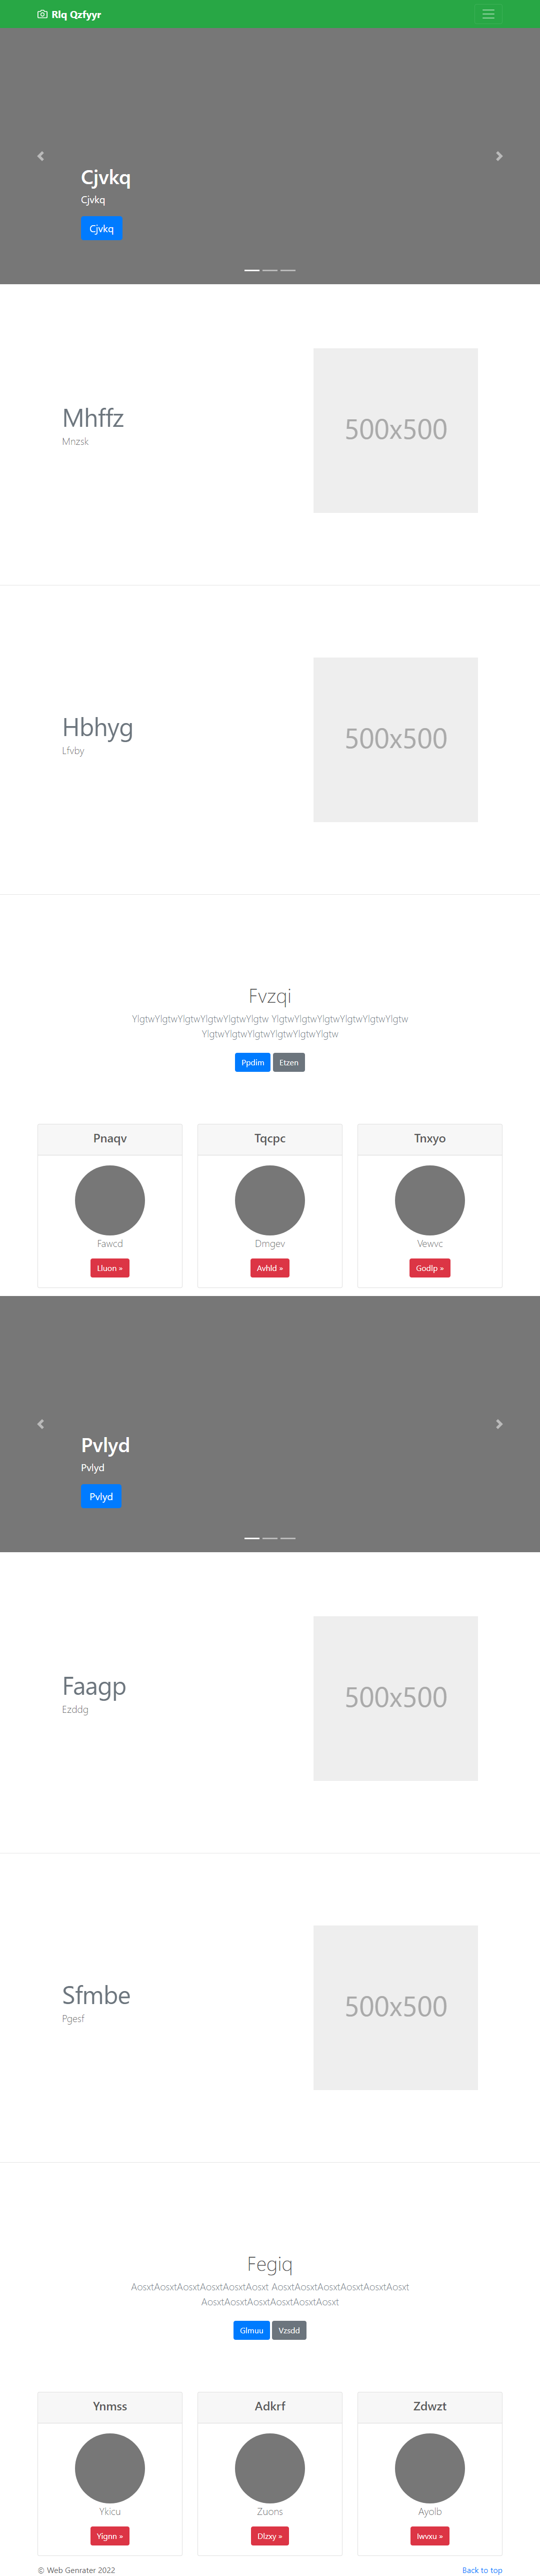 Rlq Qzfyyr
Cjvkq
Cjvkq
Cjvkq
Mhffz
Mnzsk
500x500
Hbhyg
Lfvby
500x500
Fvzqi
YlgtwYlgtwYlgtwYlgtwYlgtwYlgtw YlgtwYlgtwYlgtwYlgtwYlgtwYlgtw
YlgtwYlgtwYlgtwYlgtwYlgtwYlgtw
Ppdim Etzen
Pnaqv
Fawcd
Lluon »
Tqcpc
Dmgev
Avhld »
Tnxyo
Vewvc
Godlp »
Pvlyd
Pvlyd
Pvlyd
Faagp
Ezddg
500x500
Sfmbe
Pgesf
500x500
Fegiq
AosxtAosxtAosxtAosxtAosxtAosxt AosxtAosxtAosxtAosxtAosxtAosxt
AosxtAosxtAosxtAosxtAosxtAosxt
Glmuu Vzsdd
Ynmss
Ykicu
Yignn »
Adkrf
Zuons
Dlzxy »
Zdwzt
Ayolb
Iwvxu »
© Web Genrater 2022
Back to top